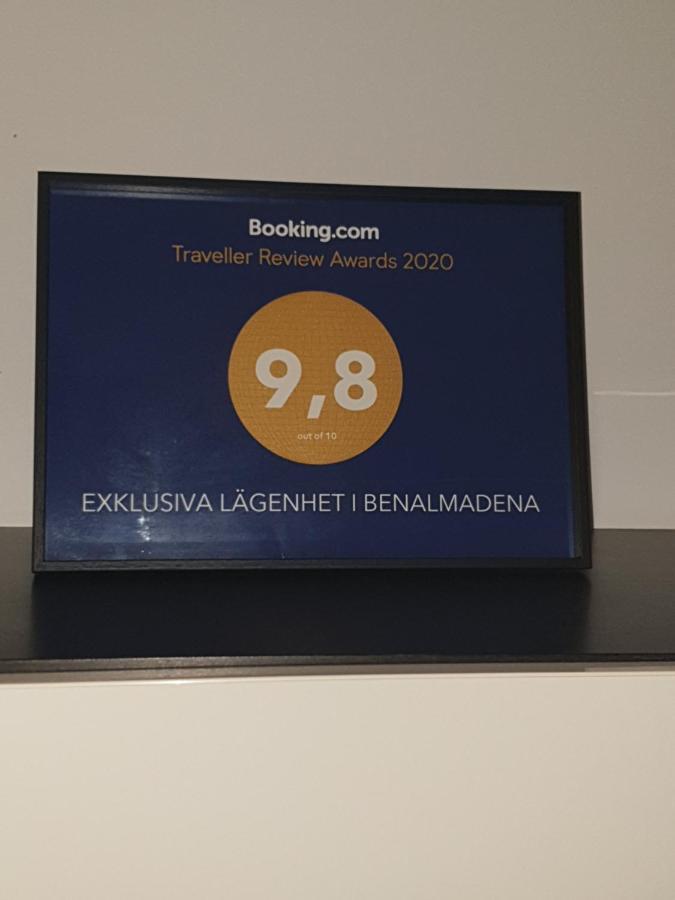 Booking.com
Traveller Review Awards 2020
9,8
out of 10
EXKLUSIVA LÄGENHET I BENALMADENA